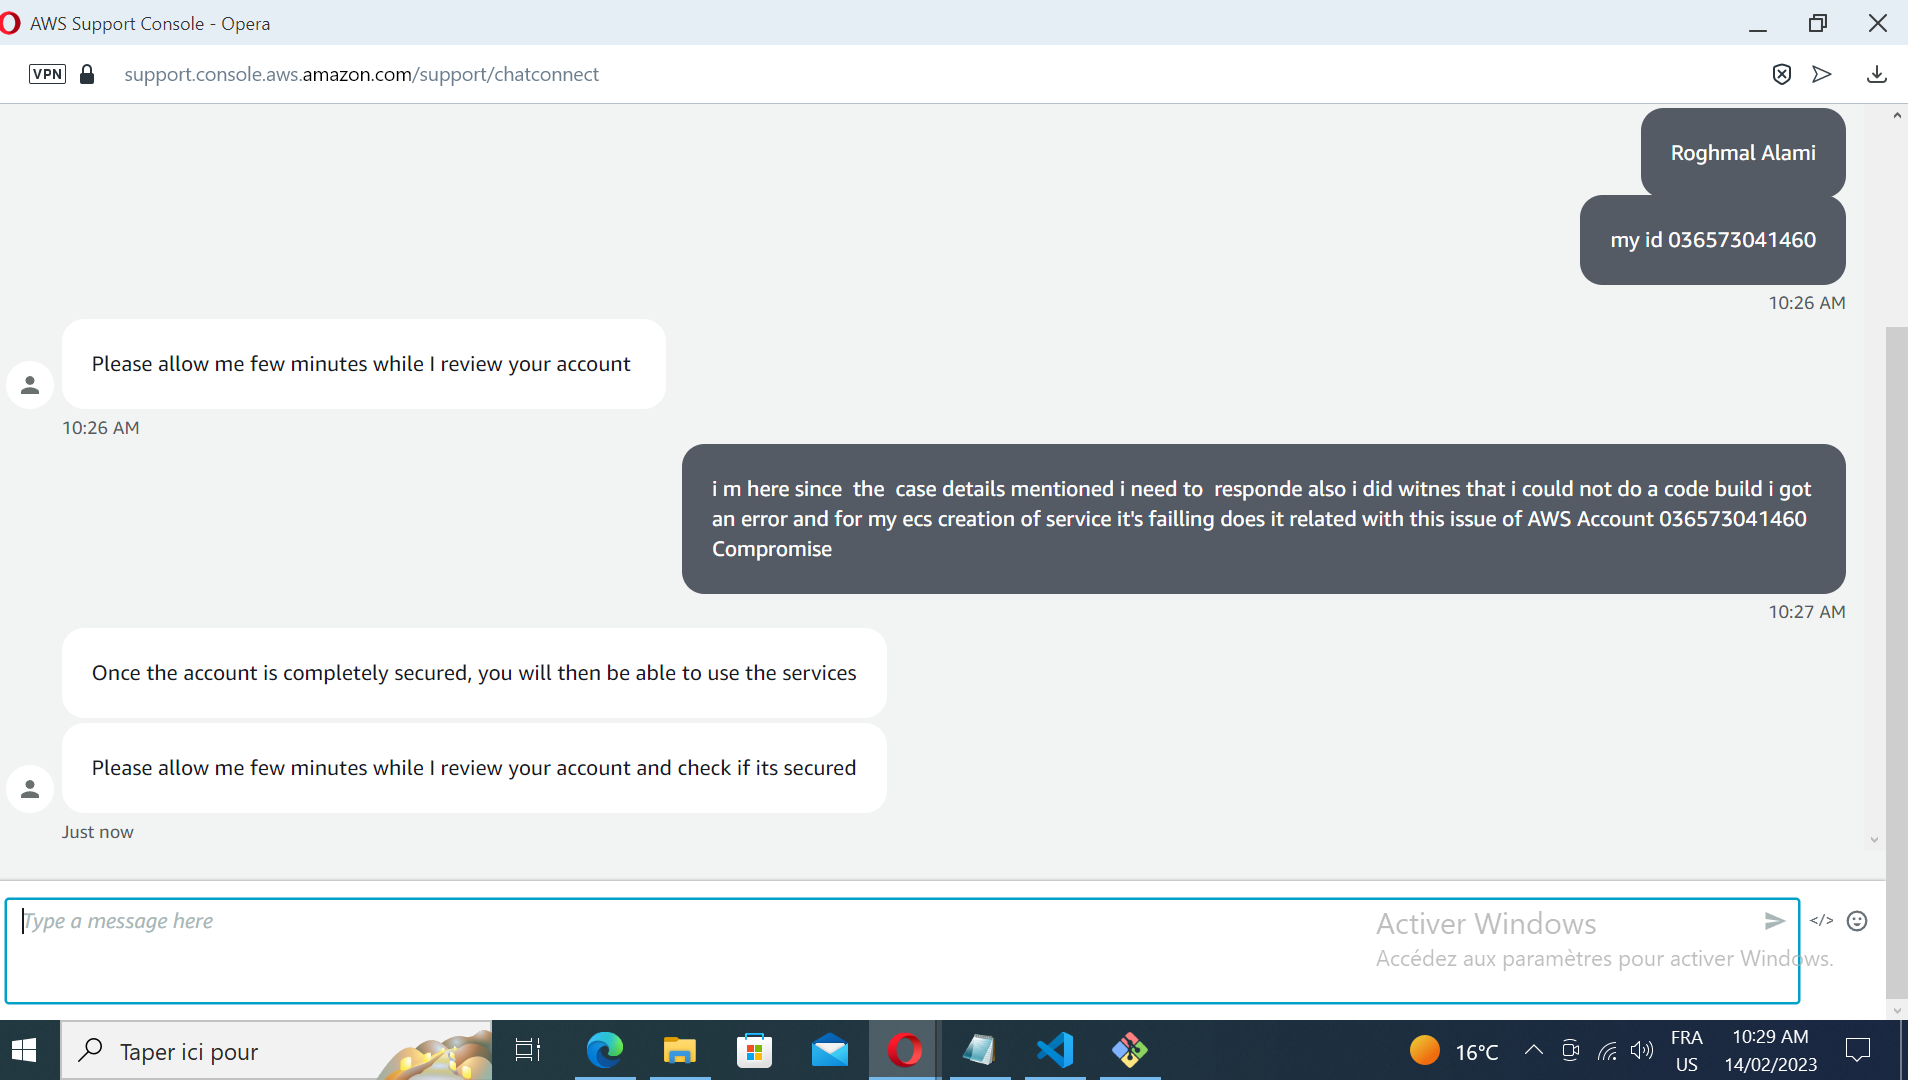 AWS Support Console - Opera
VPN
support.console.aws.amazon.com/support/chatconnect
Roghmal Alami
my id 036573041460
10:26 AM
Please allow me few minutes while I review your account
10:26 AM
i m here since  the  case details mentioned i need to  responde also i did witnes that i could not do a code build i got
an error and for my ecs creation of service it's failling does it related with this issue of AWS Account 036573041460
Compromise
10:27 AM
Once the account is completely secured, you will then be able to use the services
Please allow me few minutes while I review your account and check if its secured
Just now
Type a message here
</>
Activer Windows
Accédez aux paramètres pour activer Windows.
Taper ici pour
16°C
FRA
US
10:29 AM
14/02/2023